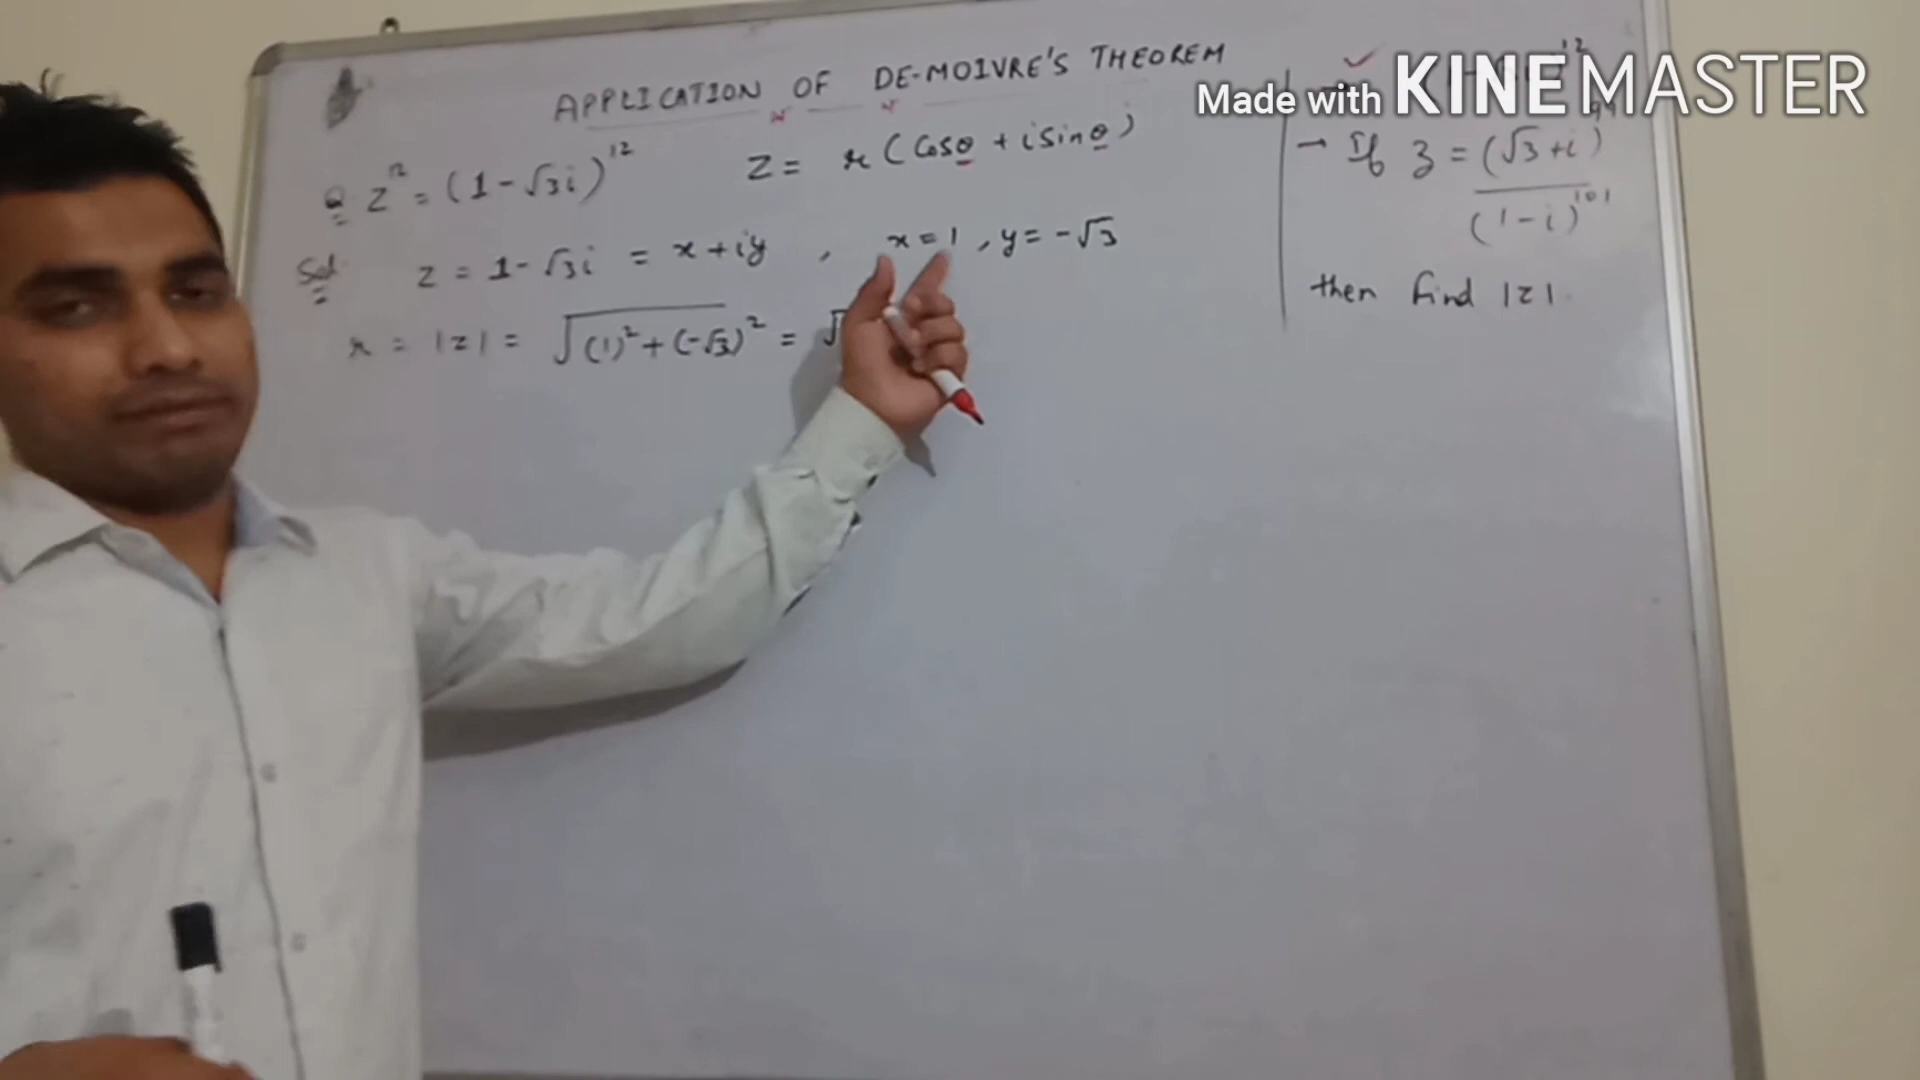 APPLICATION OF DE-MOIVRE'S THEOREM
Made with KINEMASTER
Q z¹² = (1-√3i)¹²
z = r (Cosθ + iSinθ)
Sol z = 1-√3i = x+iy , x=1 , y=-√3
r = |z| = √(1)²+(-√3)² = √
→ If z = (√3+i)
(1-i)¹⁰¹
then find |z|.